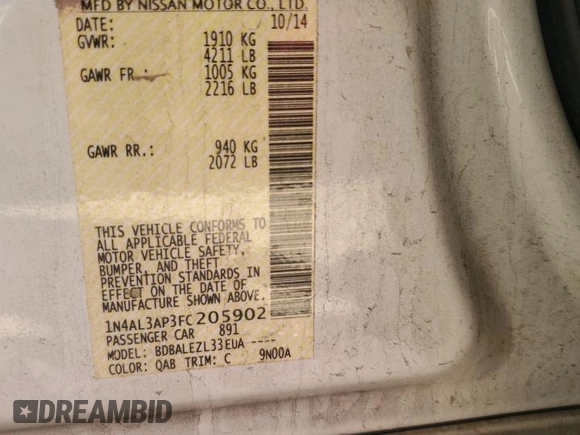 MFD BY NISSAN MOTOR CO., LTD.
DATE: 10/14
GVWR: 1910 KG
4211 LB
GAWR FR.: 1005 KG
2216 LB
GAWR RR.: 940 KG
2072 LB
THIS VEHICLE CONFORMS TO
ALL APPLICABLE FEDERAL
MOTOR VEHICLE SAFETY,
BUMPER, AND THEFT
PREVENTION STANDARDS IN
EFFECT ON THE DATE OF
MANUFACTURE SHOWN ABOVE.
1N4AL3AP3FC205902
PASSENGER CAR 891
MODEL: BDBALEZL33EUA ----
COLOR: QAB TRIM: C 9N00A
DREAMBID